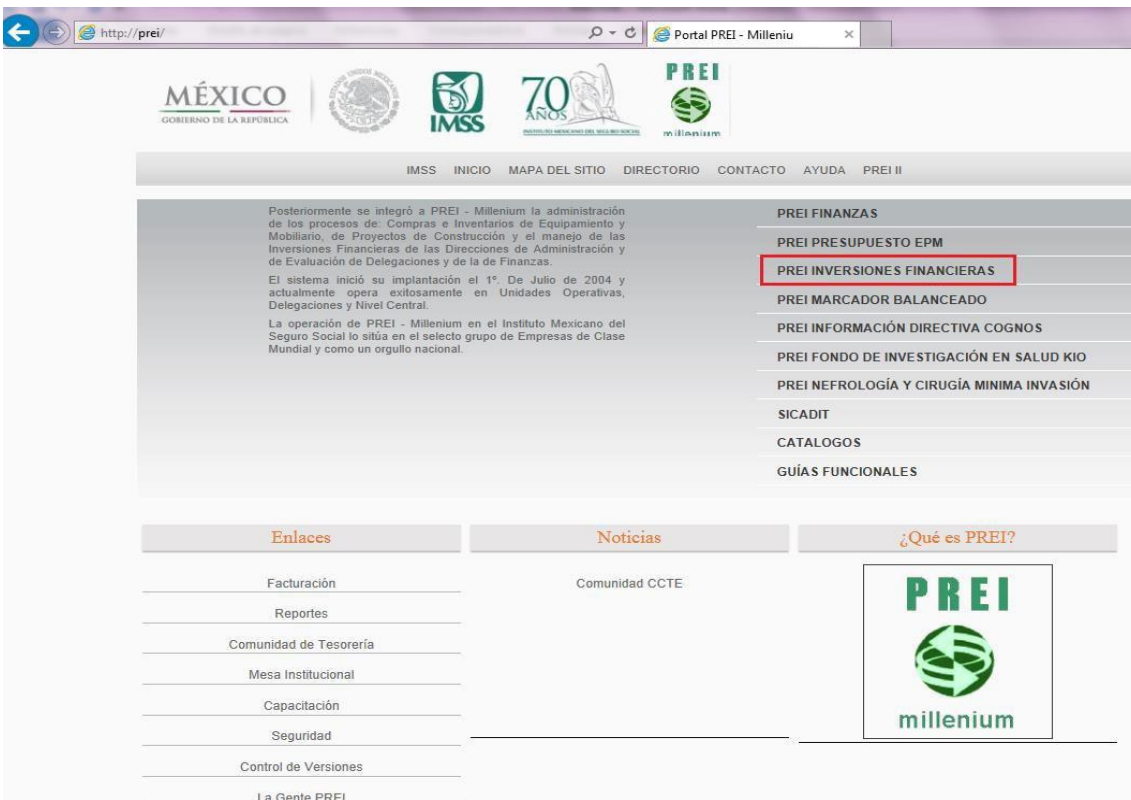 http://prei/
Portal PREI - Milleniu
MÉXICO
GOBIERNO DE LA REPÚBLICA
IMSS
70
AÑOS
INSTITUTO MEXICANO DEL SEGURO SOCIAL
PREI
millenium
IMSS INICIO MAPA DEL SITIO DIRECTORIO CONTACTO AYUDA PREI II
Posteriormente se integró a PREI - Millenium la administración
de los procesos de: Compras e Inventarios de Equipamiento y
Mobiliario, de Proyectos de Construcción y el manejo de las
Inversiones Financieras de las Direcciones de Administración y
de Evaluación de Delegaciones y de la de Finanzas.
El sistema inició su implantación el 1º. De Julio de 2004 y
actualmente opera exitosamente en Unidades Operativas,
Delegaciones y Nivel Central.
La operación de PREI - Millenium en el Instituto Mexicano del
Seguro Social lo sitúa en el selecto grupo de Empresas de Clase
Mundial y como un orgullo nacional.
PREI FINANZAS
PREI PRESUPUESTO EPM
PREI INVERSIONES FINANCIERAS
PREI MARCADOR BALANCEADO
PREI INFORMACIÓN DIRECTIVA COGNOS
PREI FONDO DE INVESTIGACIÓN EN SALUD KIO
PREI NEFROLOGÍA Y CIRUGÍA MINIMA INVASIÓN
SICADIT
CATALOGOS
GUÍAS FUNCIONALES
Enlaces
Facturación
Reportes
Comunidad de Tesorería
Mesa Institucional
Capacitación
Seguridad
Control de Versiones
La Gente PREI
Noticias
Comunidad CCTE
¿Qué es PREI?
PREI
millenium